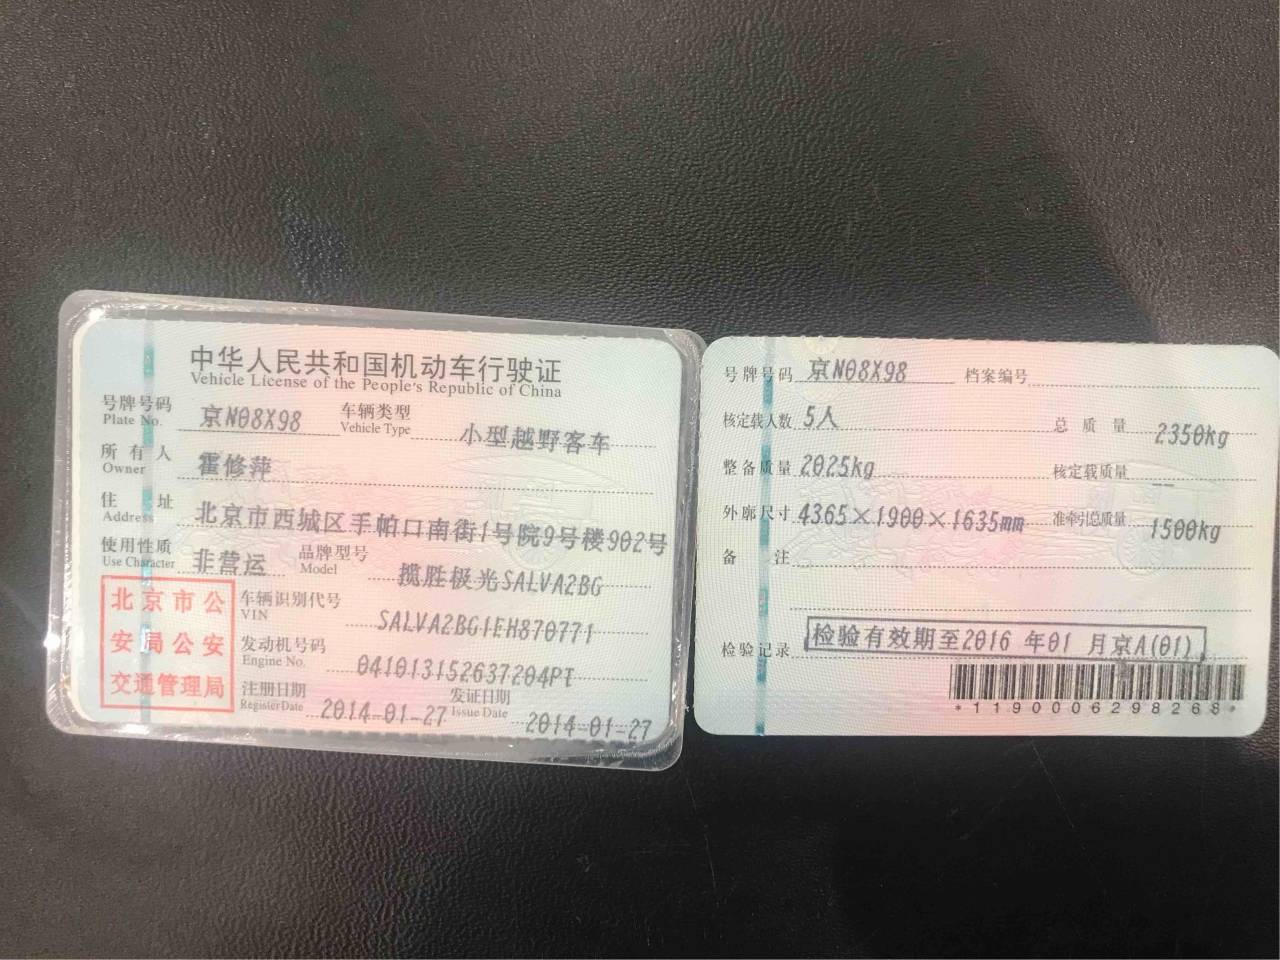 中华人民共和国机动车行驶证
Vehicle License of the People's Republic of China
号牌号码 京N08X98 车辆类型 小型越野客车
Plate No. Vehicle Type
所有人 霍修萍
Owner
住址 北京市西城区手帕口南街1号院9号楼902号
Address
使用性质 非营运 品牌型号 揽胜极光SALVA2BG
Use Character Model
北京市公
安局公安
交通管理局
车辆识别代号 SALVA2BG1EH870771
VIN
发动机号码 041013152637204PT
Engine No.
注册日期 2014-01-27 发证日期 2014-01-27
Register Date Issue Date
号牌号码 京N08X98 档案编号
核定载人数 5人 总质量 2350kg
整备质量 2025kg 核定载质量 --
外廓尺寸 4365×1900×1635mm 准牵引总质量 1500kg
备注
检验记录 检验有效期至2016 年01 月京A(01)
*1190006298268*